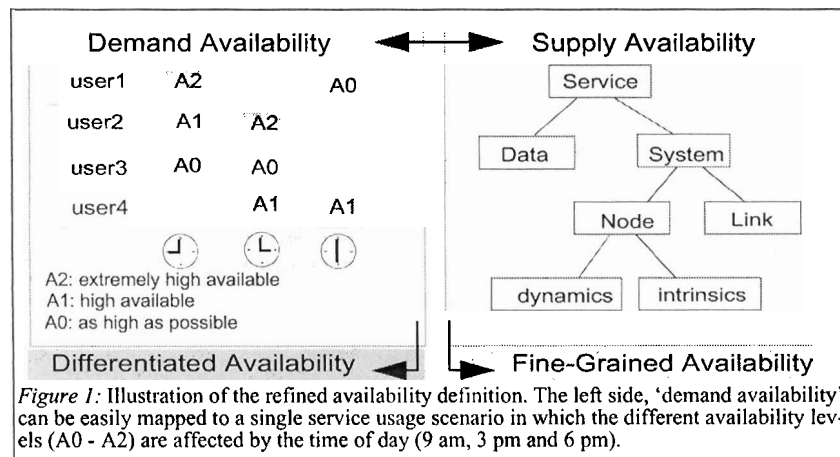 Demand Availability
Supply Availability
user1 A2 A0
user2 A1 A2
user3 A0 A0
user4 A1 A1
A2: extremely high available
A1: high available
A0: as high as possible
Differentiated Availability
Service
Data System
Node Link
dynamics intrinsics
Fine-Grained Availability
Figure 1: Illustration of the refined availability definition. The left side, ‘demand availability’
can be easily mapped to a single service usage scenario in which the different availability lev-
els (A0 - A2) are affected by the time of day (9 am, 3 pm and 6 pm).